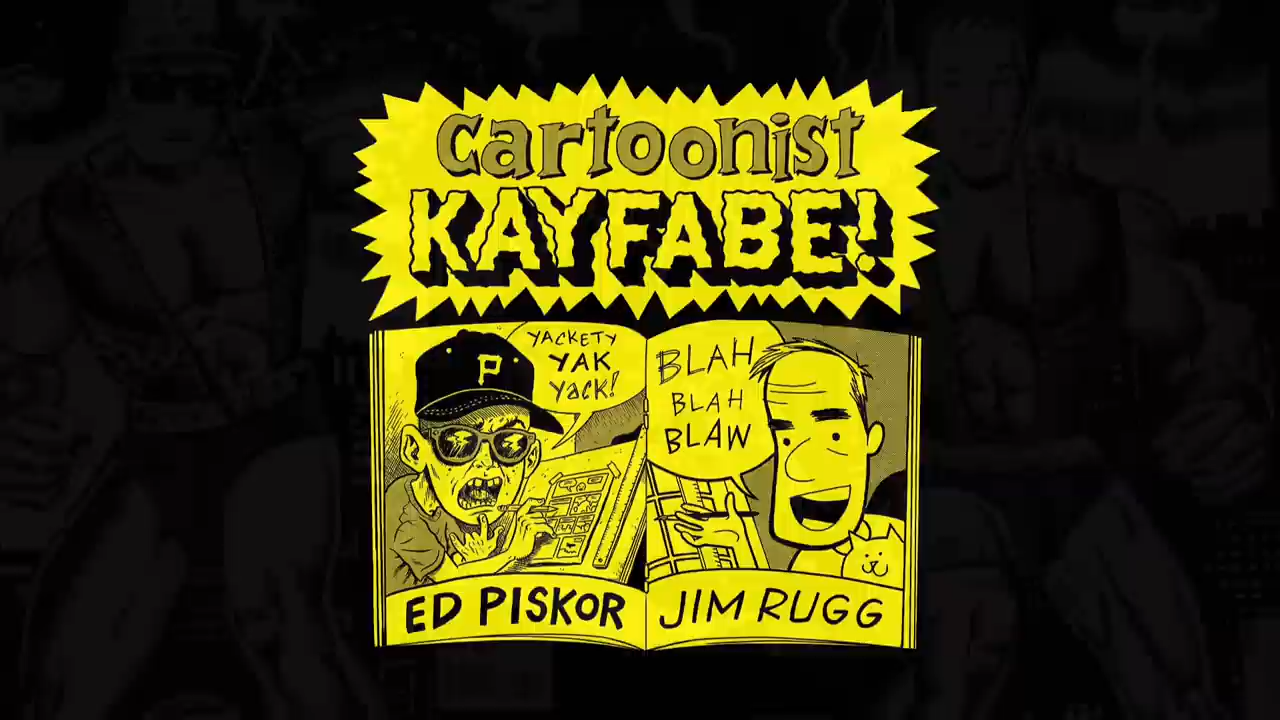 cartoonist
KAYFABE!
YACKETY
YAK
YACK!
BLAH
BLAH
BLAW
P
ED PISKOR
JIM RUGG